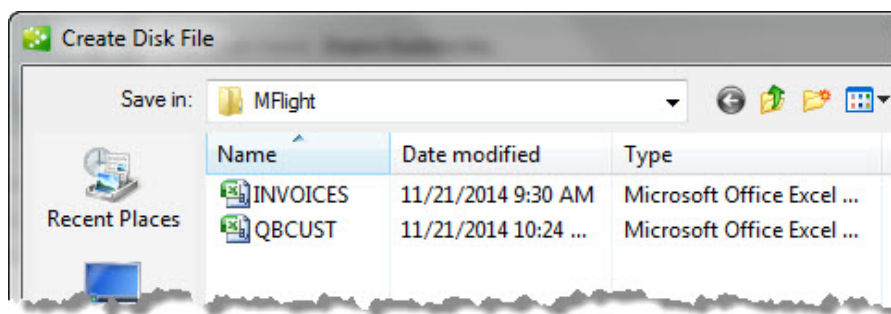 Create Disk File
Save in: MFlight
Name Date modified Type
INVOICES 11/21/2014 9:30 AM Microsoft Office Excel ...
QBCUST 11/21/2014 10:24 ... Microsoft Office Excel ...
Recent Places